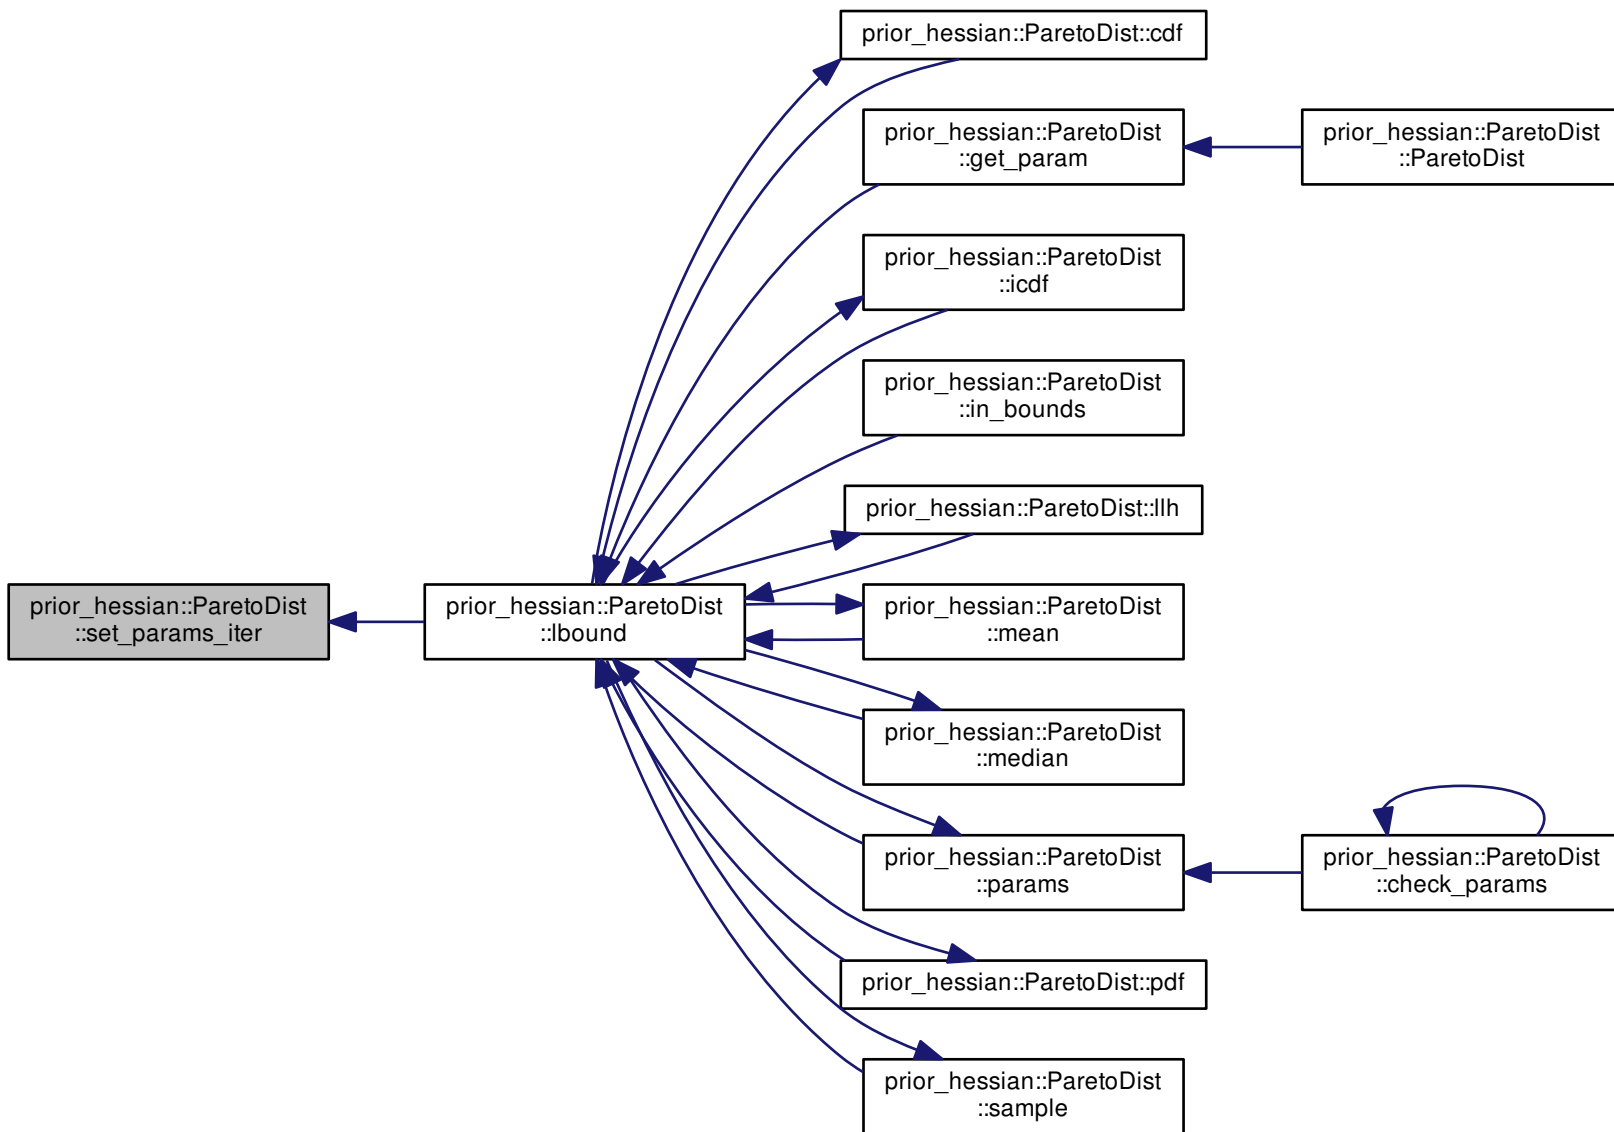 prior_hessian::ParetoDist::cdf
prior_hessian::ParetoDist
::get_param
prior_hessian::ParetoDist
::ParetoDist
prior_hessian::ParetoDist
::icdf
prior_hessian::ParetoDist
::in_bounds
prior_hessian::ParetoDist::llh
prior_hessian::ParetoDist
::set_params_iter
prior_hessian::ParetoDist
::lbound
prior_hessian::ParetoDist
::mean
prior_hessian::ParetoDist
::median
prior_hessian::ParetoDist
::params
prior_hessian::ParetoDist
::check_params
prior_hessian::ParetoDist::pdf
prior_hessian::ParetoDist
::sample